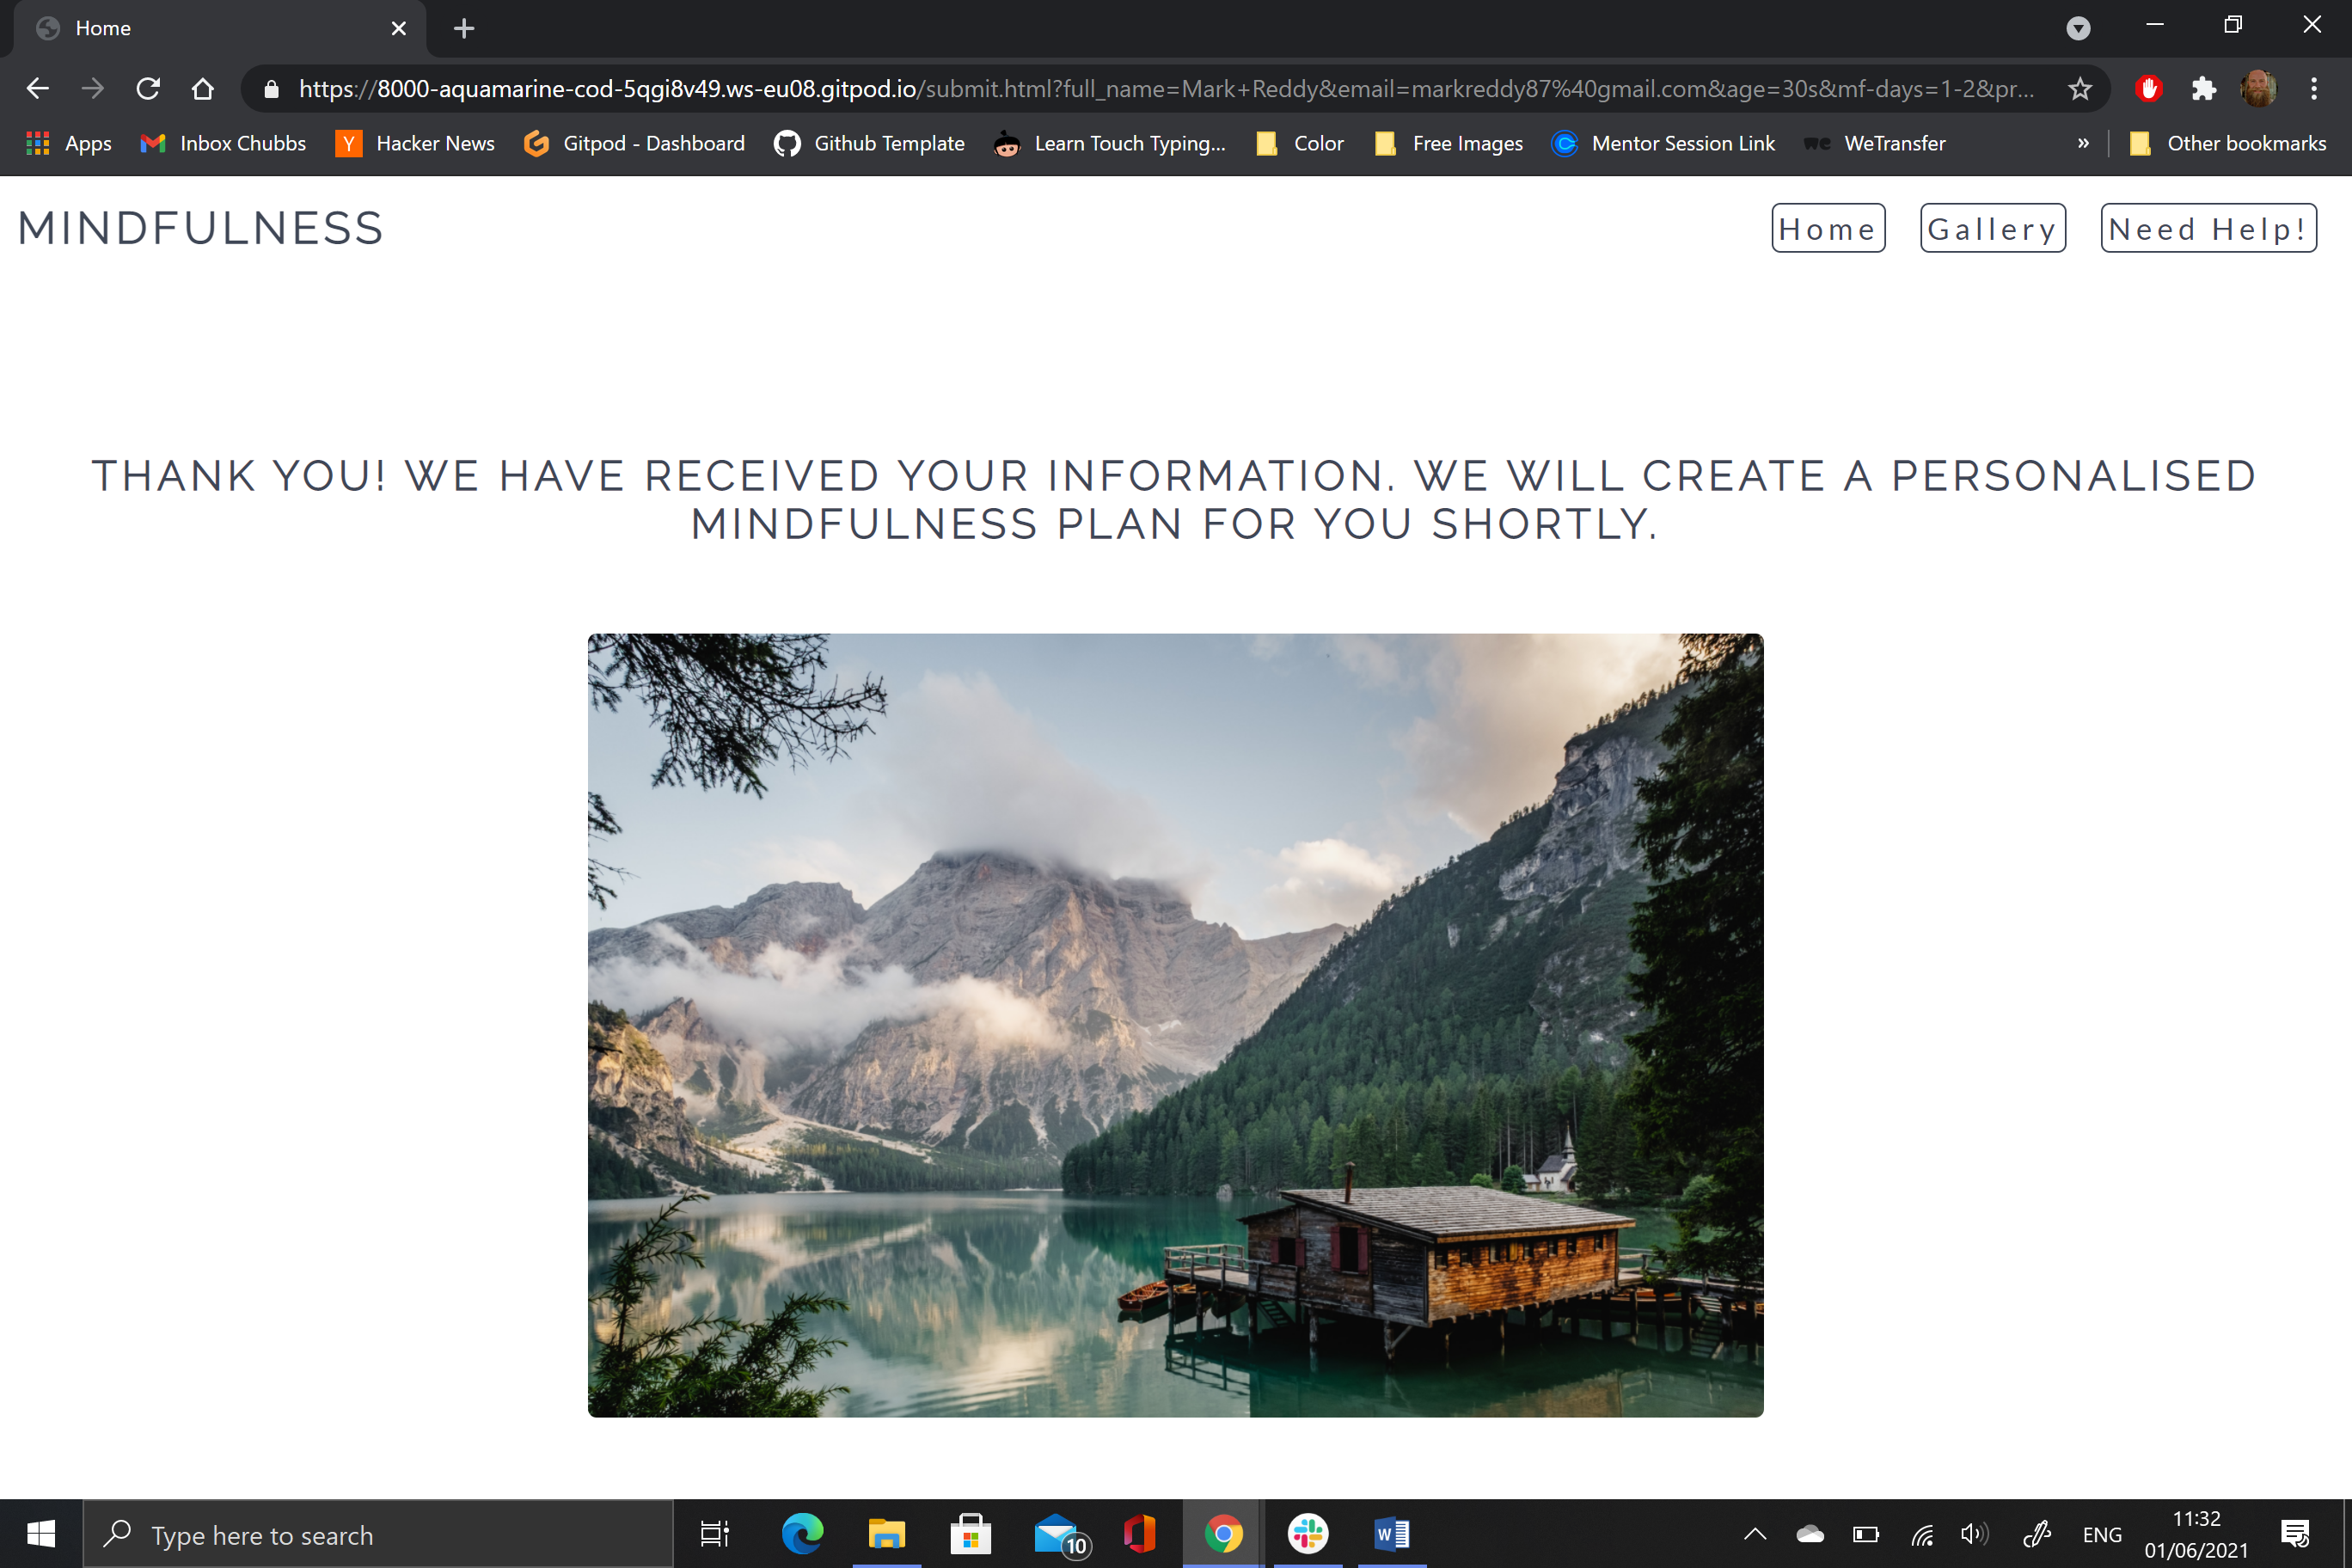 Home
https://8000-aquamarine-cod-5qgi8v49.ws-eu08.gitpod.io/submit.html?full_name=Mark+Reddy&email=markreddy87%40gmail.com&age=30s&mf-days=1-2&pr...
Apps Inbox Chubbs Y Hacker News Gitpod - Dashboard Github Template Learn Touch Typing... Color Free Images Mentor Session Link we WeTransfer » Other bookmarks
MINDFULNESS Home Gallery Need Help!
THANK YOU! WE HAVE RECEIVED YOUR INFORMATION. WE WILL CREATE A PERSONALISED
MINDFULNESS PLAN FOR YOU SHORTLY.
Type here to search 10 W ENG 11:32
01/06/2021